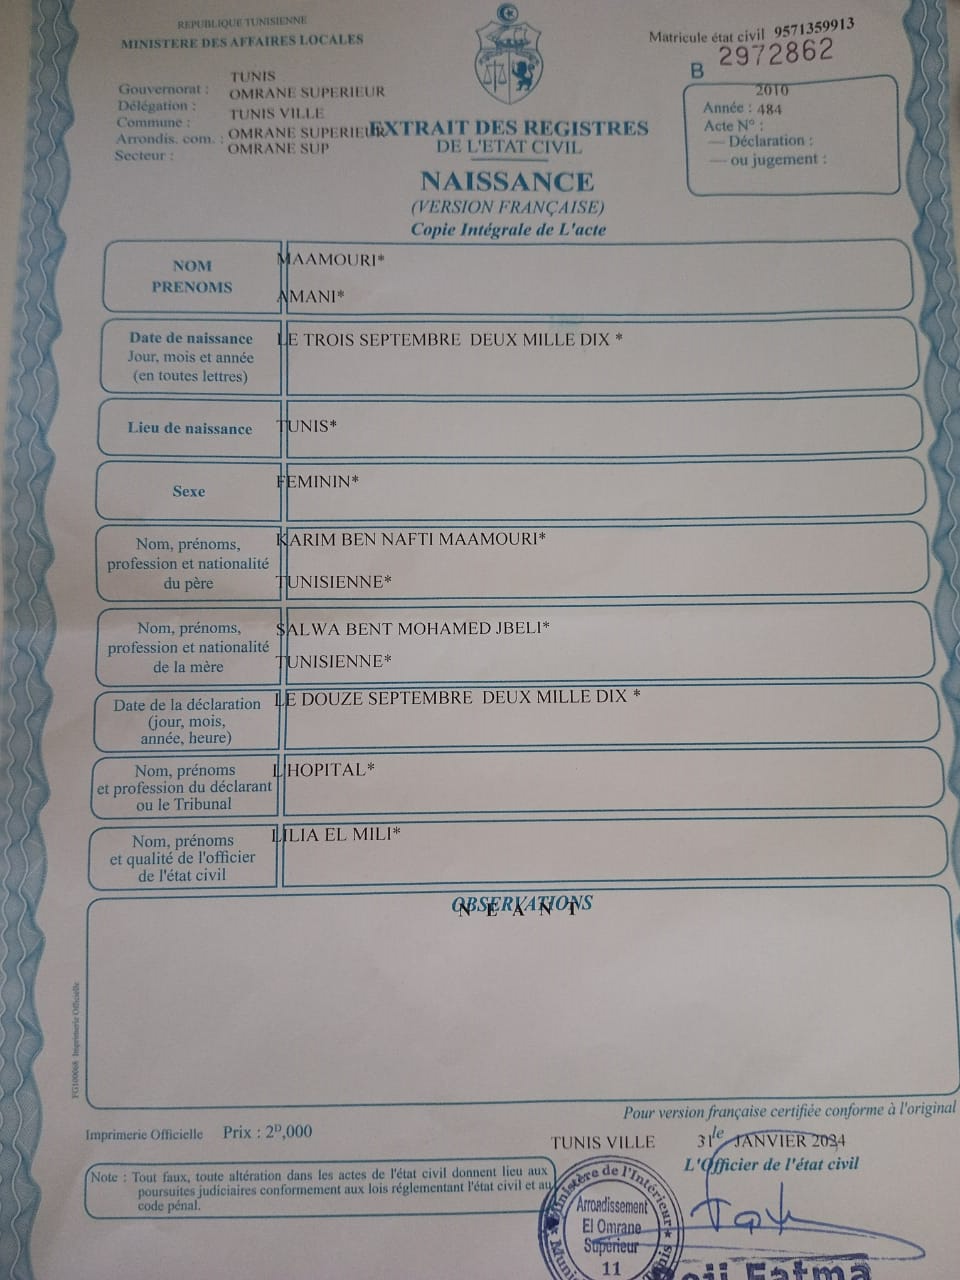 REPUBLIQUE TUNISIENNE
MINISTERE DES AFFAIRES LOCALES
Gouvernorat : TUNIS
Délégation : OMRANE SUPERIEUR
Commune : TUNIS VILLE
Arrondis. com. : OMRANE SUPERIEUR
Secteur : OMRANE SUP
Matricule état civil 9571359913
B 2972862
2010
Année : 484
Acte N° :
— Déclaration :
— ou jugement :
EXTRAIT DES REGISTRES
DE L'ETAT CIVIL
NAISSANCE
(VERSION FRANÇAISE)
Copie Intégrale de L'acte
NOM MAAMOURI*
PRENOMS AMANI*
Date de naissance LE TROIS SEPTEMBRE DEUX MILLE DIX *
Jour, mois et année
(en toutes lettres)
Lieu de naissance TUNIS*
Sexe FEMININ*
Nom, prénoms, KARIM BEN NAFTI MAAMOURI*
profession et nationalité
du père TUNISIENNE*
Nom, prénoms, SALWA BENT MOHAMED JBELI*
profession et nationalité
de la mère TUNISIENNE*
Date de la déclaration LE DOUZE SEPTEMBRE DEUX MILLE DIX *
(jour, mois,
année, heure)
Nom, prénoms L'HOPITAL*
et profession du déclarant
ou le Tribunal
Nom, prénoms LILIA EL MILI*
et qualité de l'officier
de l'état civil
OBSERVATIONS
N E A N T
FG100068 Imprimerie Officielle
Pour version française certifiée conforme à l'original
Imprimerie Officielle Prix : 2ᴰ,000
TUNIS VILLE le 31 JANVIER 2024
L'Officier de l'état civil
Note : Tout faux, toute altération dans les actes de l'état civil donnent lieu aux
poursuites judiciaires conformement aux lois réglementant l'état civil et au
code pénal.
Ministère de l'Intérieur
Arrondissement
El Omrane
Supérieur
11
Fatma